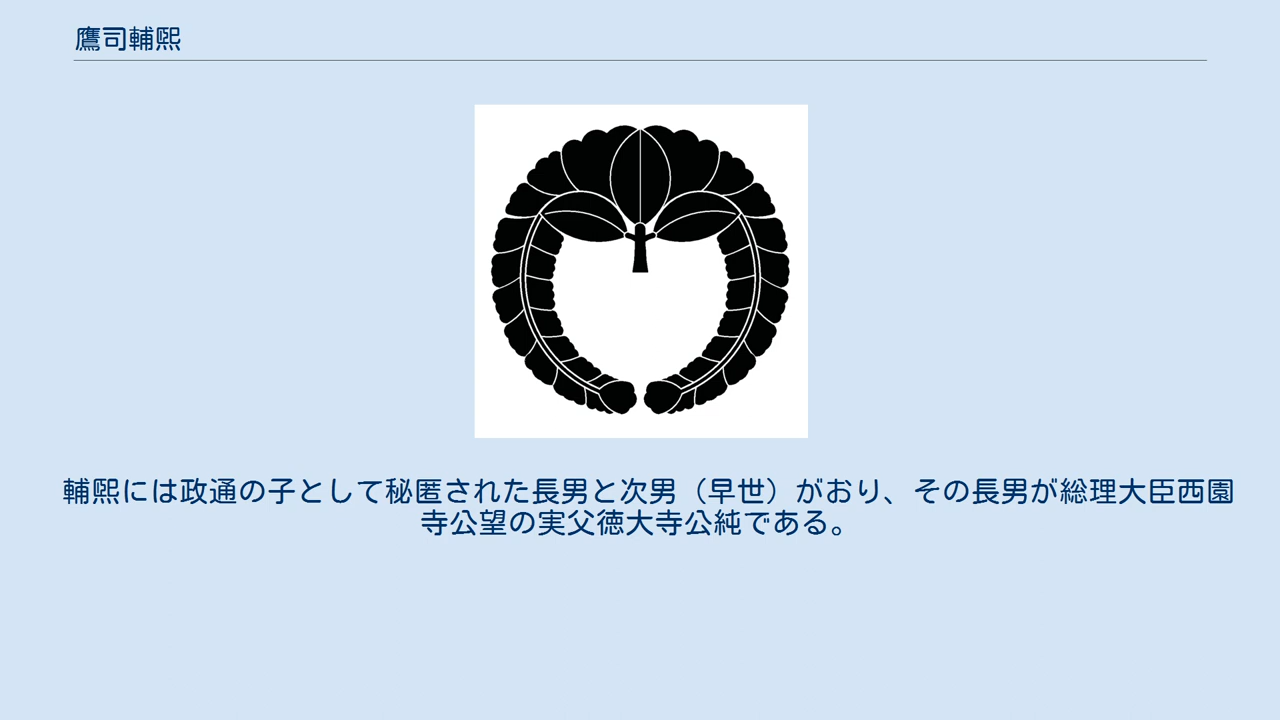 鷹司輔煕
輔煕には政通の子として秘匿された長男と次男（早世）がおり、その長男が総理大臣西園
寺公望の実父徳大寺公純である。